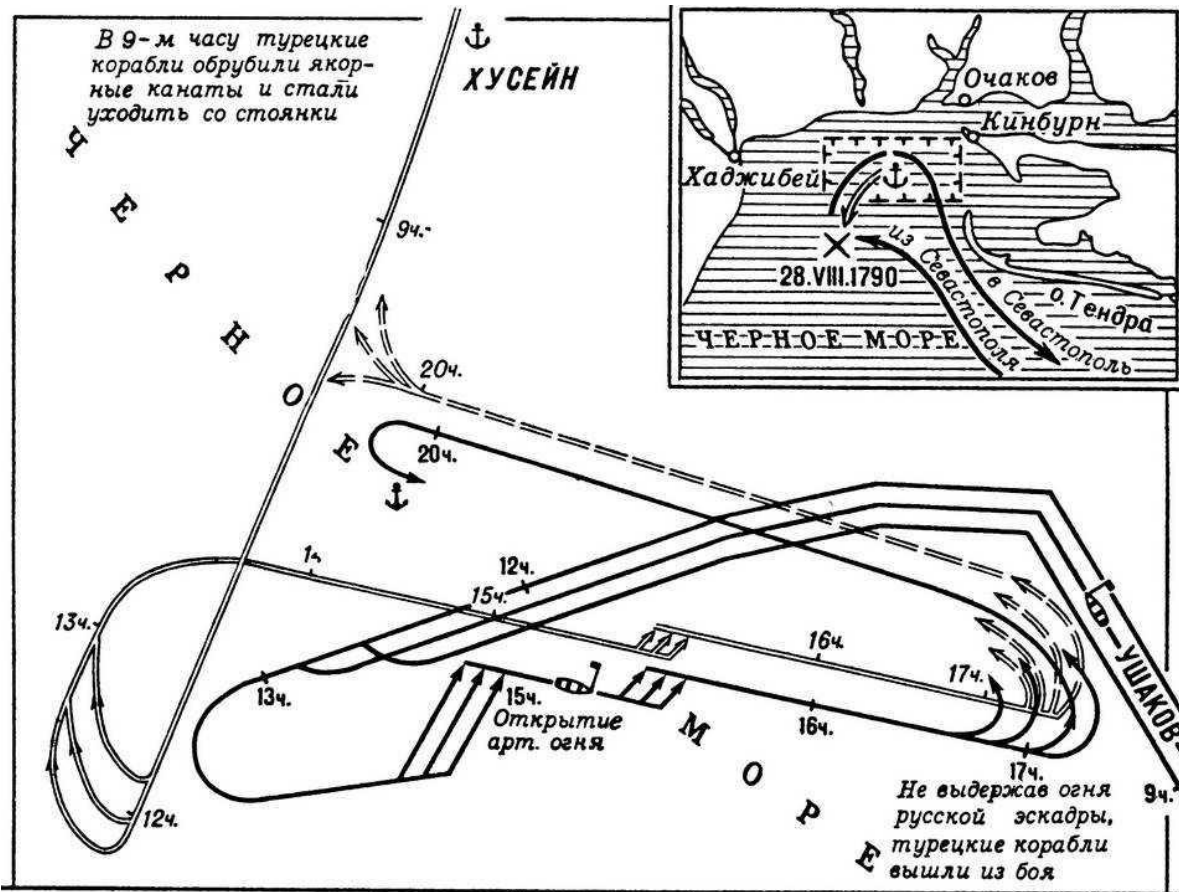 В 9-м часу турецкие
корабли обрубили якор-
ные канаты и стали
уходить со стоянки
ХУСЕЙН
ЧЕРНОЕ
МОРЕ
Очаков
Кинбурн
Хаджибей
28.VIII.1790
из Севастополя
в Севастополь
о. Тендра
ЧЕРНОЕ МОРЕ
9ч.
20ч.
20ч.
1ч.
12ч.
15ч.
13ч.
13ч.
12ч.
16ч.
17ч.
15ч.
Открытие
арт. огня
16ч.
17ч.
УШАКОВ
9ч.
Не выдержав огня
русской эскадры,
турецкие корабли
вышли из боя